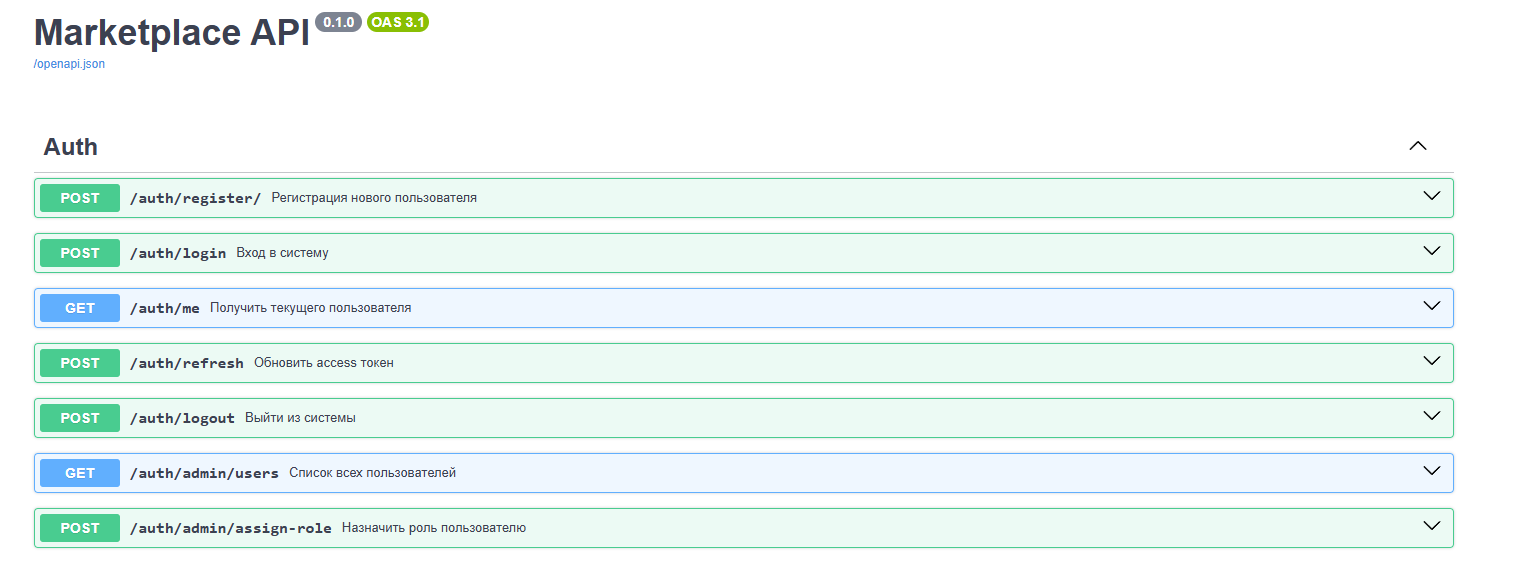 Marketplace API 0.1.0 OAS 3.1
/openapi.json
Auth
POST /auth/register/ Регистрация нового пользователя
POST /auth/login Вход в систему
GET /auth/me Получить текущего пользователя
POST /auth/refresh Обновить access токен
POST /auth/logout Выйти из системы
GET /auth/admin/users Список всех пользователей
POST /auth/admin/assign-role Назначить роль пользователю